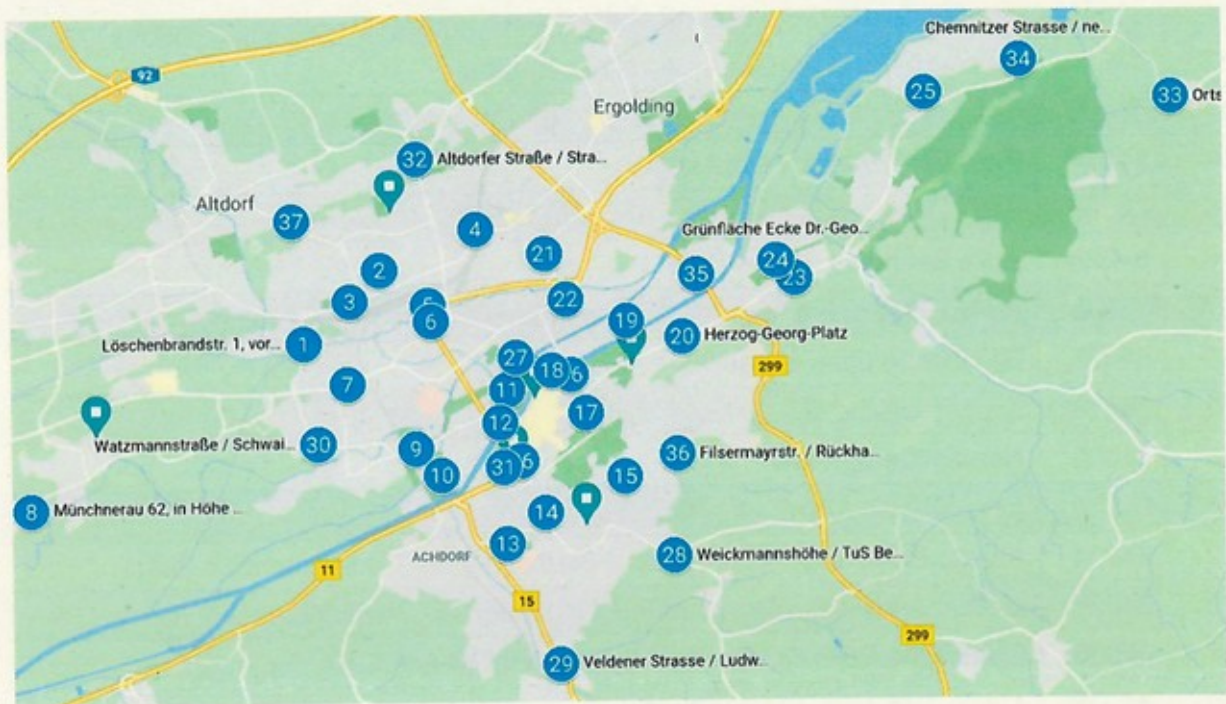 Chemnitzer Strasse / ne...
34
92
25
33 Orts
Ergolding
32 Altdorfer Straße / Stra...
Altdorf
37
4
Grünfläche Ecke Dr.-Geo...
21
24
2
35
23
3
22
5
6
19
20 Herzog-Georg-Platz
Löschenbrandstr. 1, vor...
1
27
299
18
6
7
11
17
12
Watzmannstraße / Schwai...
30
9
36 Filsermayrstr. / Rückha...
31
6
10
15
8 Münchnerau 62, in Höhe ...
14
13
ACHDORF
28 Weickmannshöhe / TuS Be...
11
15
299
29 Veldener Strasse / Ludw...